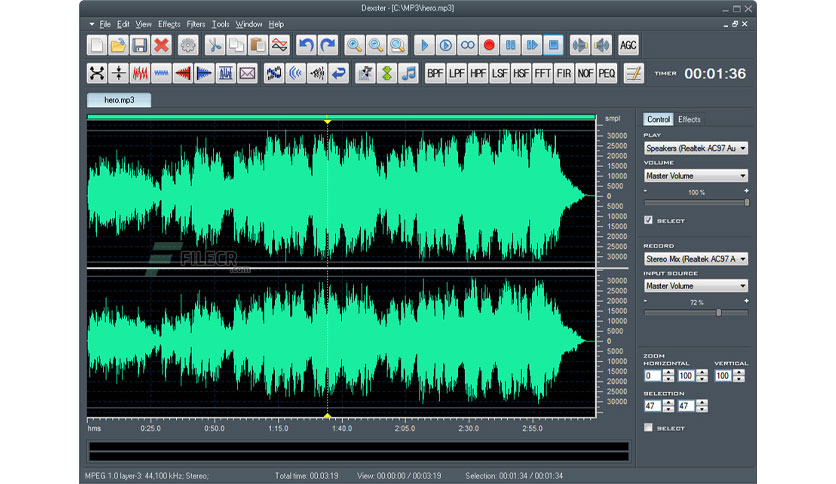 Dexster - [C:\MP3\hero.mp3]
File Edit View Effects Filters Tools Window Help
AGC
BPF LPF HPF LSF HSF FFT FIR NOF PEQ
TIMER 00:01:36
hero.mp3
smpl
30000
25000
20000
15000
10000
5000
0
5000
10000
15000
20000
25000
30000
30000
25000
20000
15000
10000
5000
0
5000
10000
15000
20000
25000
30000
FILECR
.com
hms 0:25.0 0:50.0 1:15.0 1:40.0 2:05.0 2:30.0 2:55.0
Control Effects
PLAY
Speakers (Realtek AC97 Au
VOLUME
Master Volume
- 100 % +
SELECT
RECORD
Stereo Mix (Realtek AC97 A
INPUT SOURCE
Master Volume
- 72 % +
ZOOM
HORIZONTAL VERTICAL
0 100 100
SELECTION
47 47
SELECT
MPEG 1.0 layer-3: 44,100 kHz; Stereo; Total time: 00:03:19 View: 00:00:00 / 00:03:19 Selection: 00:01:34 / 00:01:34